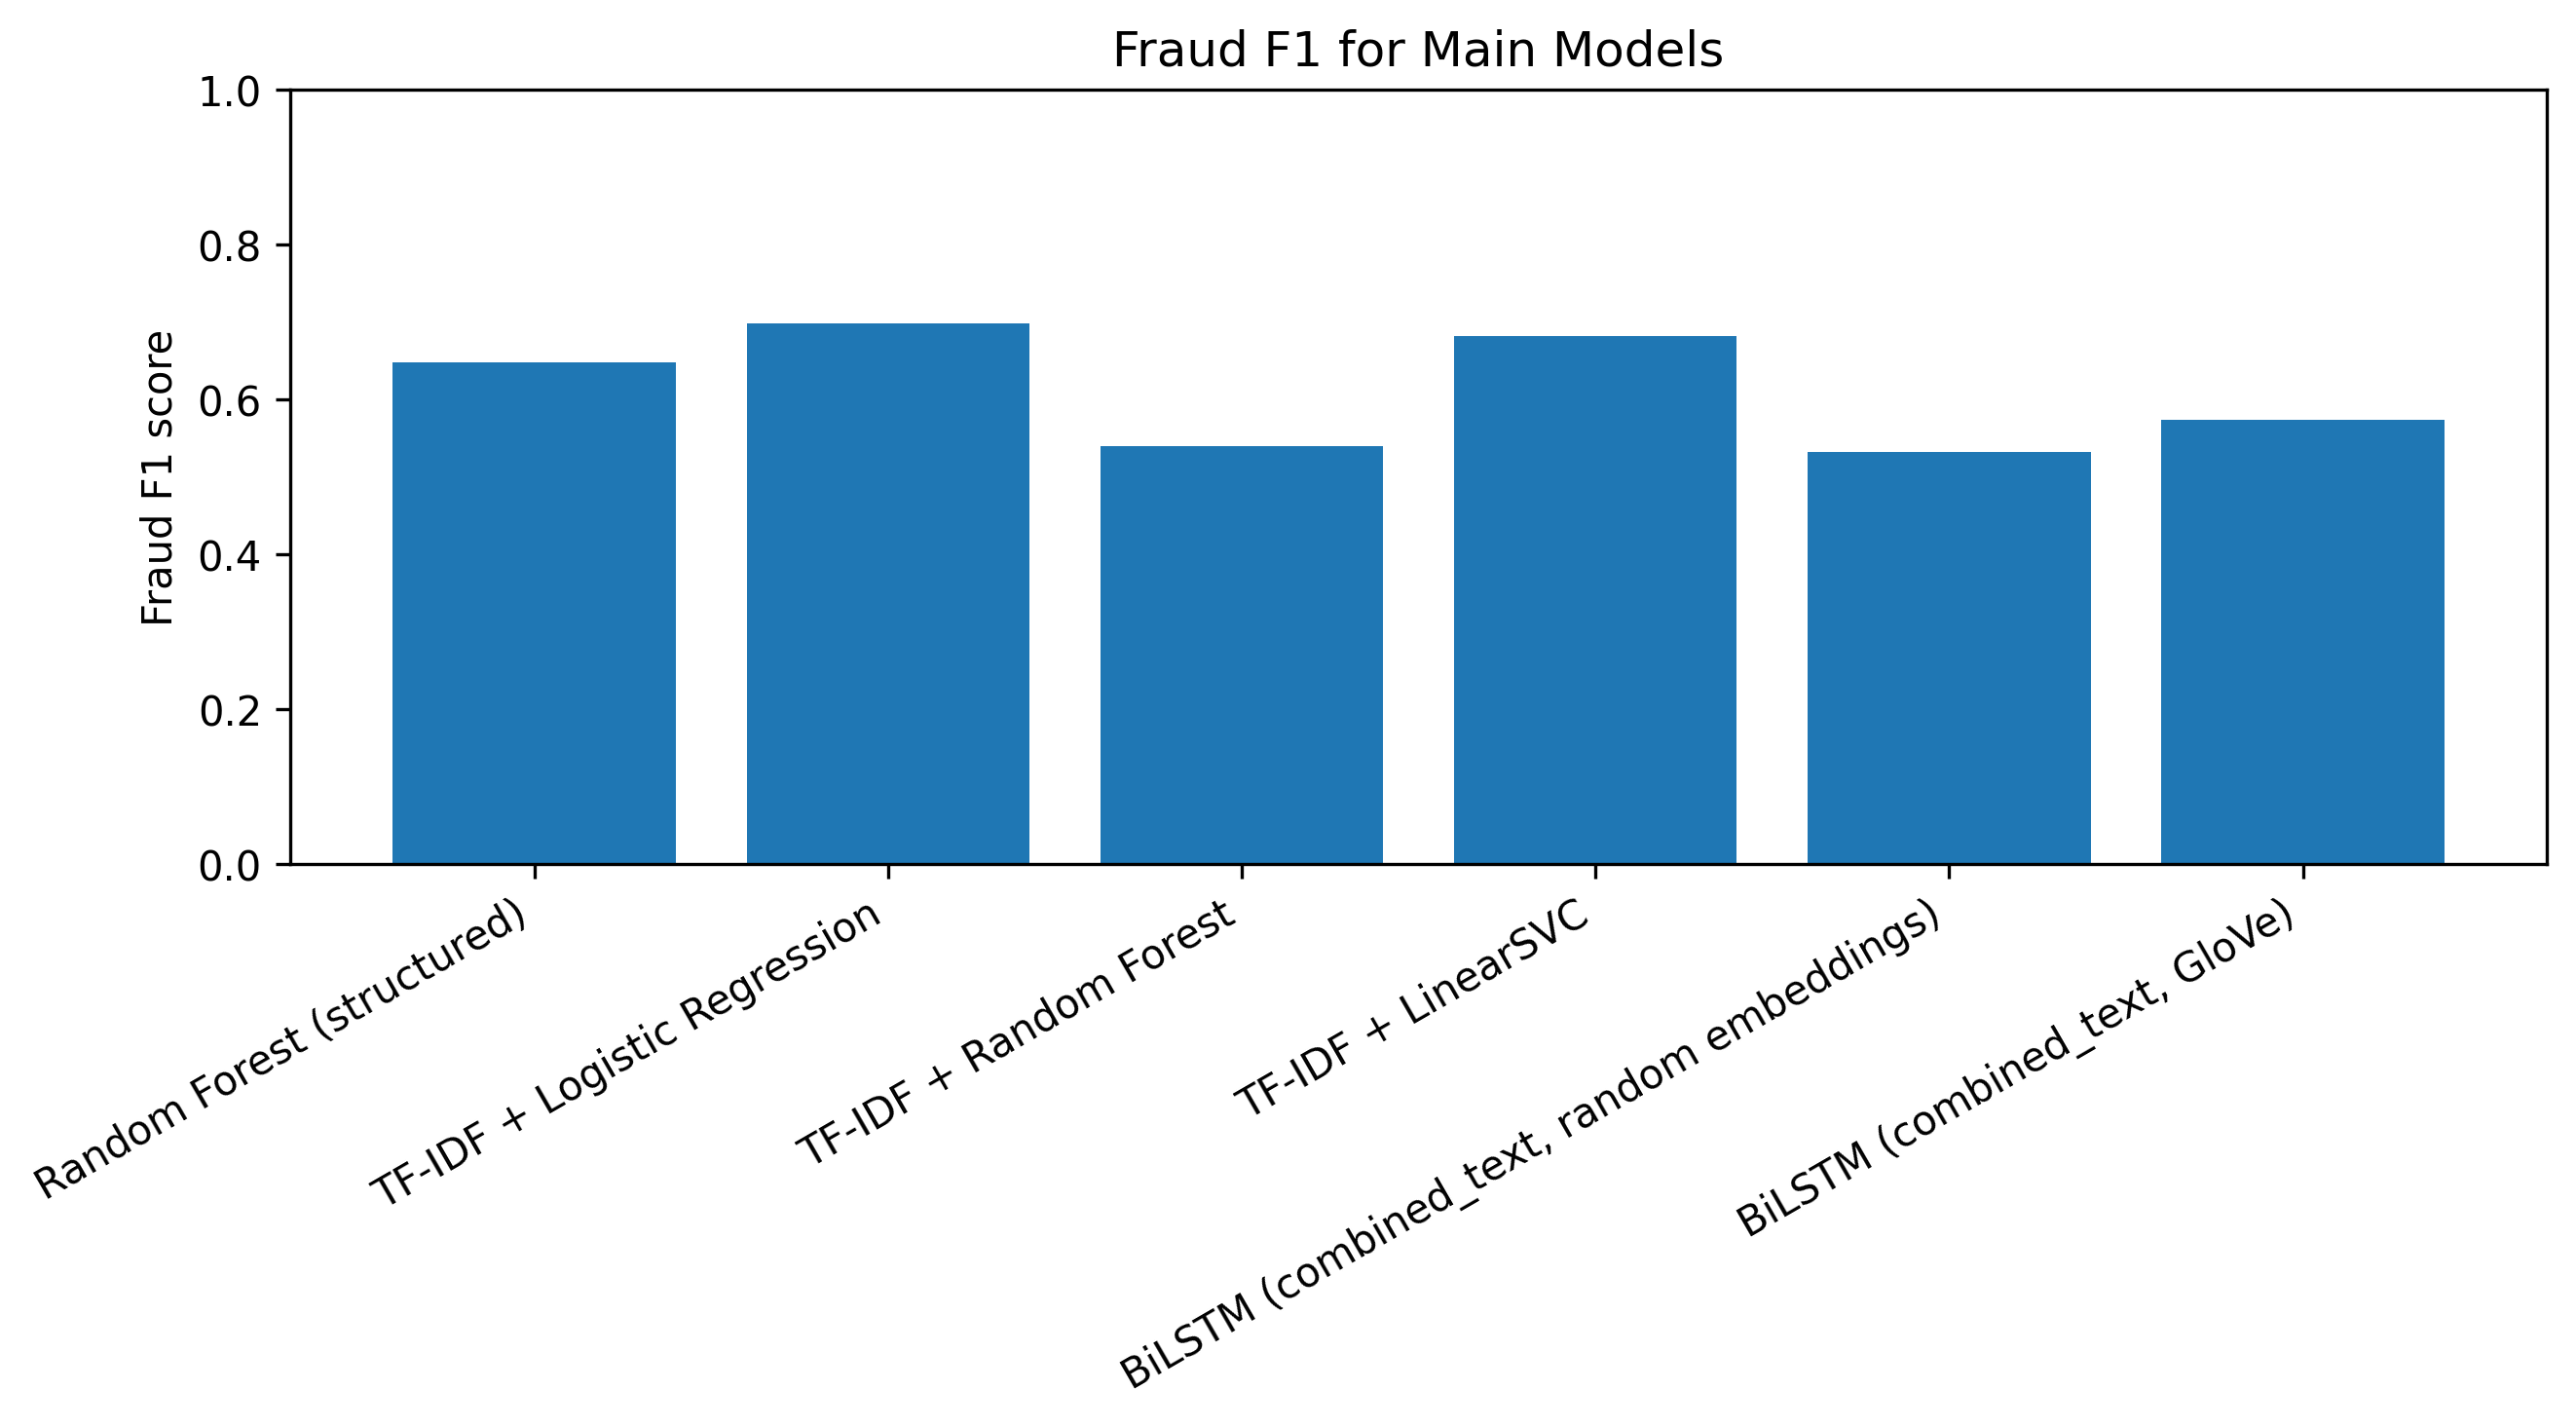 Fraud F1 for Main Models
Fraud F1 score
1.0
0.8
0.6
0.4
0.2
0.0
Random Forest (structured)
TF-IDF + Logistic Regression
TF-IDF + Random Forest
TF-IDF + LinearSVC
BiLSTM (combined_text, random embeddings)
BiLSTM (combined_text, GloVe)